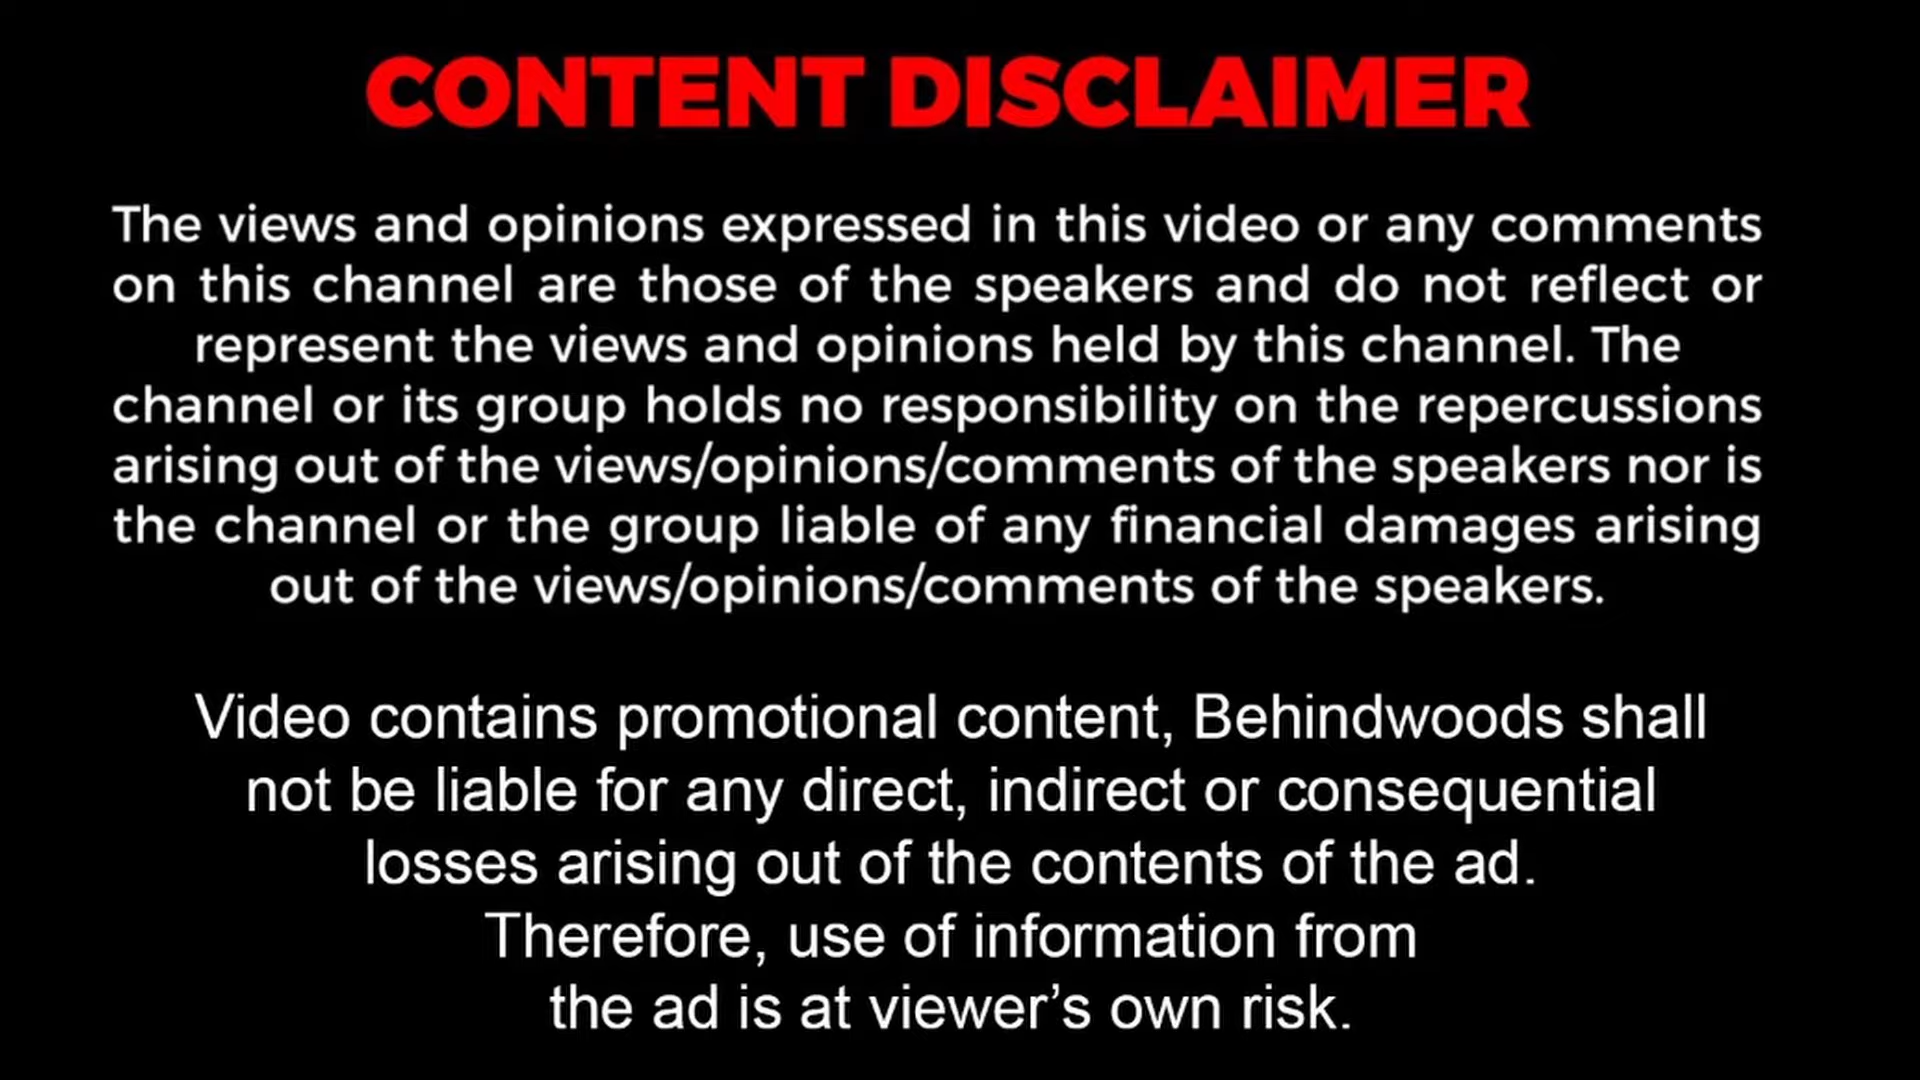 CONTENT DISCLAIMER
The views and opinions expressed in this video or any comments
on this channel are those of the speakers and do not reflect or
represent the views and opinions held by this channel. The
channel or its group holds no responsibility on the repercussions
arising out of the views/opinions/comments of the speakers nor is
the channel or the group liable of any financial damages arising
out of the views/opinions/comments of the speakers.
Video contains promotional content, Behindwoods shall
not be liable for any direct, indirect or consequential
losses arising out of the contents of the ad.
Therefore, use of information from
the ad is at viewer’s own risk.